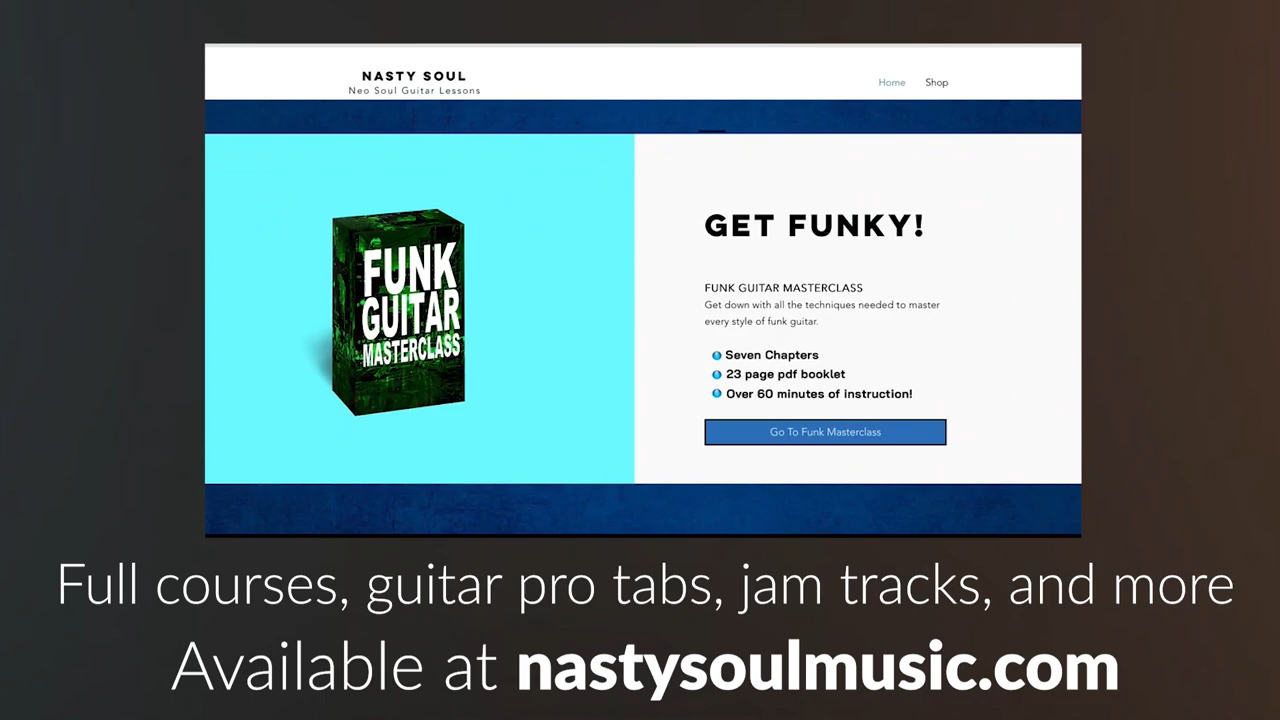 NASTY SOUL
Neo Soul Guitar Lessons
Home Shop
FUNK
GUITAR
MASTERCLASS
GET FUNKY!
FUNK GUITAR MASTERCLASS
Get down with all the techniques needed to master
every style of funk guitar.
Seven Chapters
23 page pdf booklet
Over 60 minutes of instruction!
Go To Funk Masterclass
Full courses, guitar pro tabs, jam tracks, and more
Available at nastysoulmusic.com